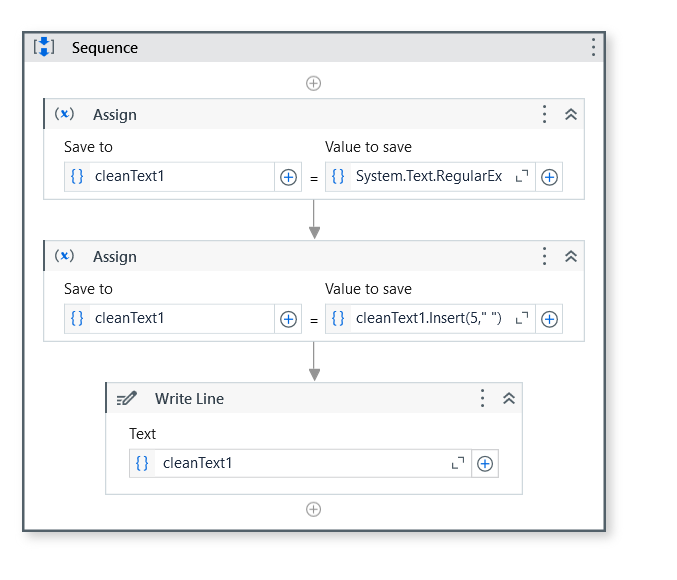 Sequence
Assign
Save to Value to save
{} cleanText1 = {} System.Text.RegularEx
Assign
Save to Value to save
{} cleanText1 = {} cleanText1.Insert(5," ")
Write Line
Text
{} cleanText1